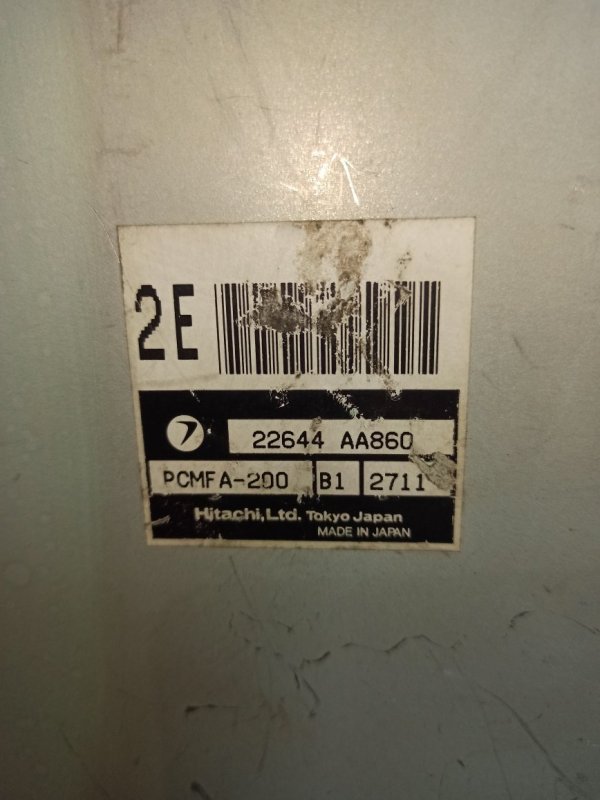 2E
22644 AA860
PCMFA-200 B1 2711
Hitachi, Ltd. Tokyo Japan
MADE IN JAPAN